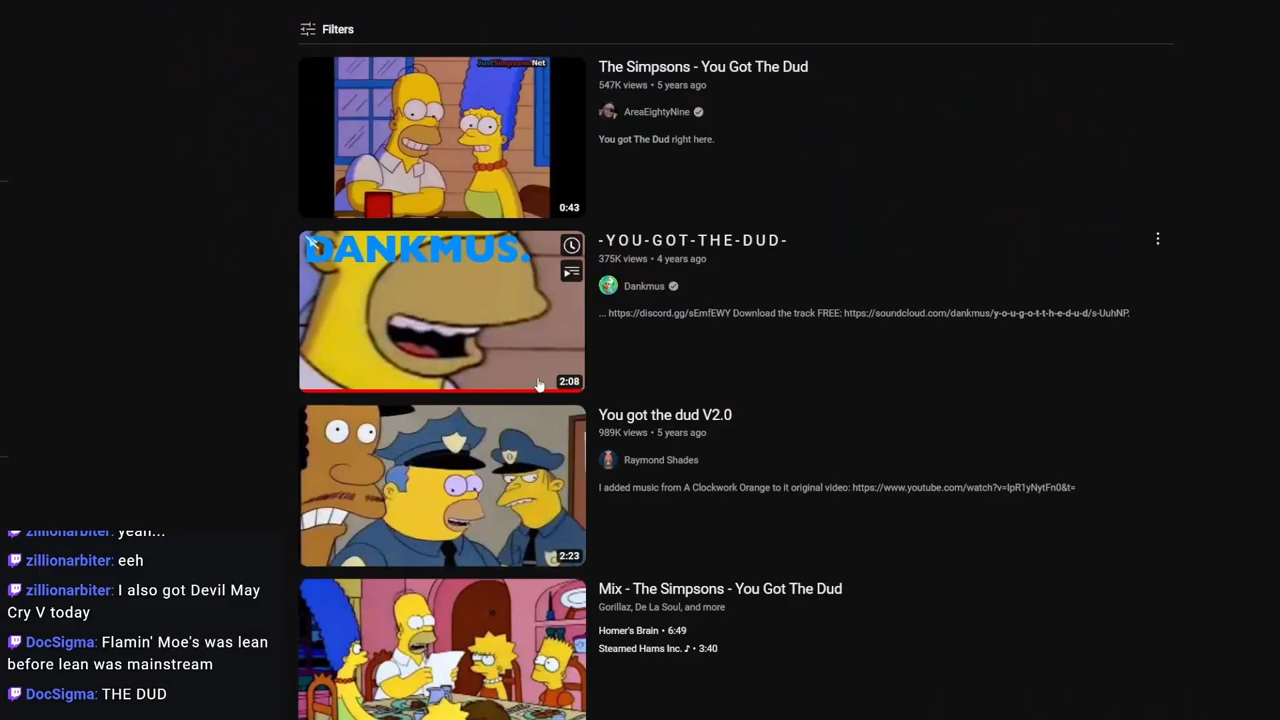 Filters
JustSimpsons.Net
0:43
The Simpsons - You Got The Dud
547K views • 5 years ago
AreaEightyNine
You got The Dud right here.
DANKMUS.
2:08
-Y-O-U-G-O-T-T-H-E-D-U-D-
375K views • 4 years ago
Dankmus
... https://discord.gg/sEmfEWY Download the track FREE: https://soundcloud.com/dankmus/y-o-u-g-o-t-t-h-e-d-u-d/s-UuhNP.
2:23
You got the dud V2.0
989K views • 5 years ago
Raymond Shades
I added music from A Clockwork Orange to it original video: https://www.youtube.com/watch?v=IpR1yNytFn0&t=
Mix - The Simpsons - You Got The Dud
Gorillaz, De La Soul, and more
Homer's Brain • 6:49
Steamed Hams Inc. ♪ • 3:40
zillionarbiter: yeah...
zillionarbiter: eeh
zillionarbiter: I also got Devil May
Cry V today
DocSigma: Flamin' Moe's was lean
before lean was mainstream
DocSigma: THE DUD